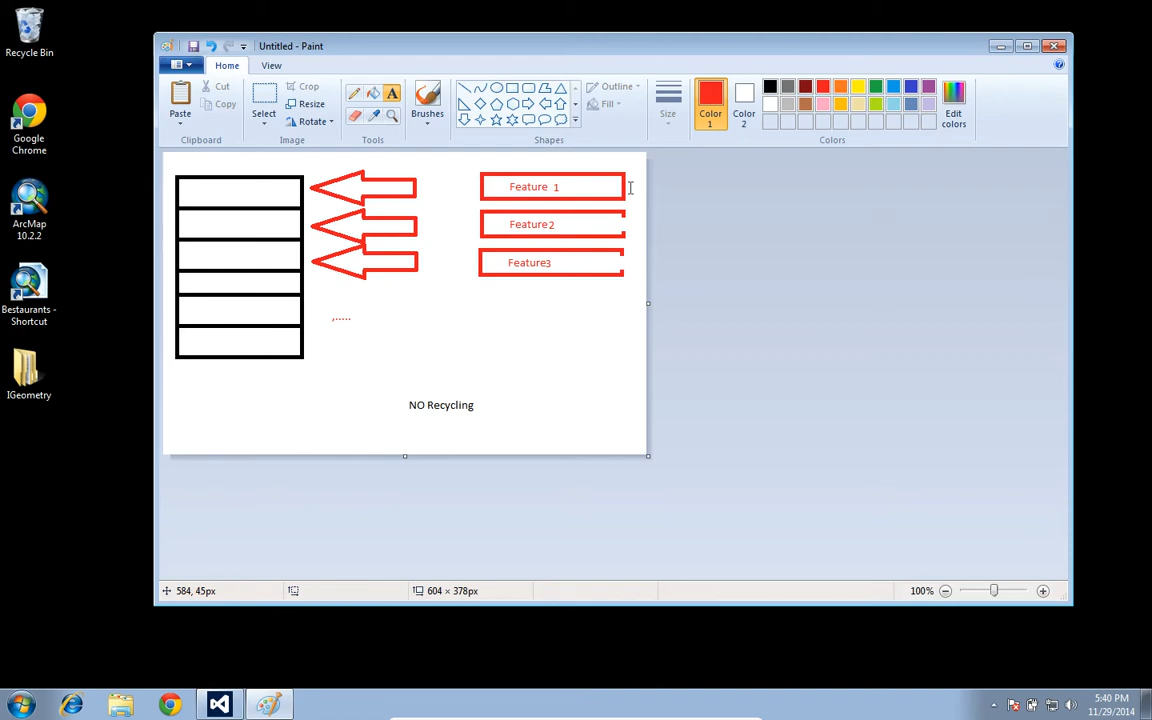 Recycle Bin
Google
Chrome
ArcMap
10.2.2
Bestaurants -
Shortcut
IGeometry
Untitled - Paint
Home
View
Paste
Cut
Copy
Clipboard
Select
Crop
Resize
Rotate
Image
A
Tools
Brushes
Outline
Fill
Shapes
Size
Color
1
Color
2
Edit
colors
Colors
Feature 1
Feature2
Feature3
,.....
NO Recycling
584, 45px
604 × 378px
100%
5:40 PM
11/29/2014